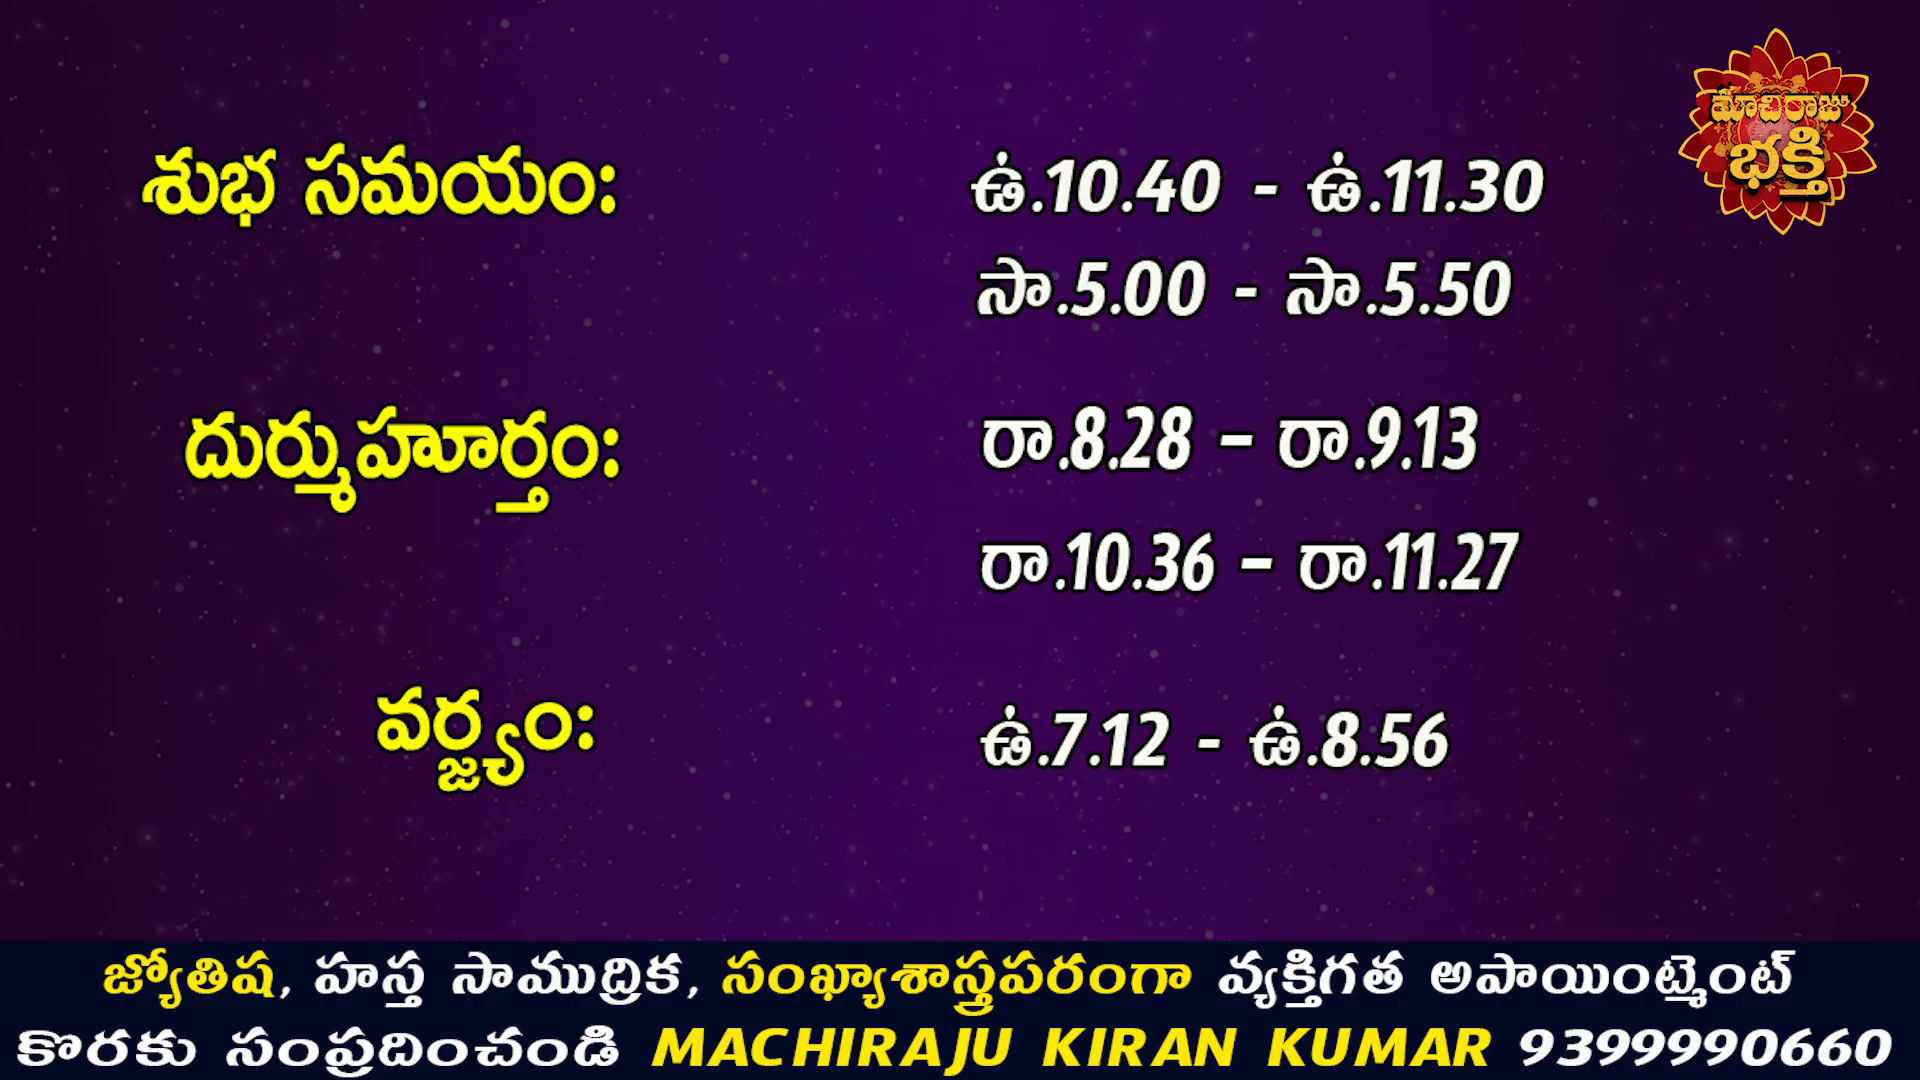 మాచిరాజు
భక్తి
శుభ సమయం: ఉ.10.40 - ఉ.11.30
సా.5.00 - సా.5.50
దుర్ముహూర్తం: రా.8.28 – రా.9.13
రా.10.36 – రా.11.27
వర్జ్యం: ఉ.7.12 - ఉ.8.56
జ్యోతిష, హస్త సాముద్రిక, సంఖ్యాశాస్త్రపరంగా వ్యక్తిగత అపాయింట్మెంట్
కొరకు సంప్రదించండి MACHIRAJU KIRAN KUMAR 9399990660